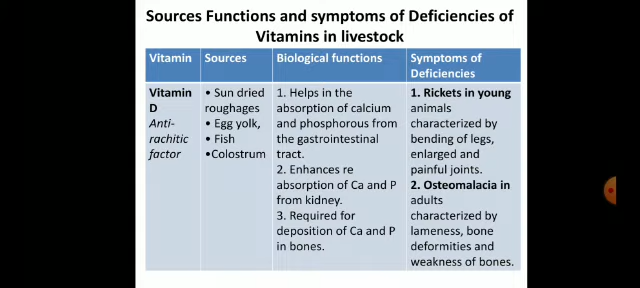 Sources Functions and symptoms of Deficiencies of
Vitamins in livestock
Vitamin
Sources
Biological functions
Symptoms of
Deficiencies
Vitamin
D
Anti-
rachitic
factor
• Sun dried
roughages
• Egg yolk,
• Fish
•Colostrum
1. Helps in the
absorption of calcium
and phosphorous from
the gastrointestinal
tract.
2. Enhances re
absorption of Ca and P
from kidney.
3. Required for
deposition of Ca and P
in bones.
1. Rickets in young
animals
characterized by
bending of legs,
enlarged and
painful joints.
2. Osteomalacia in
adults
characterized by
lameness, bone
deformities and
weakness of bones.